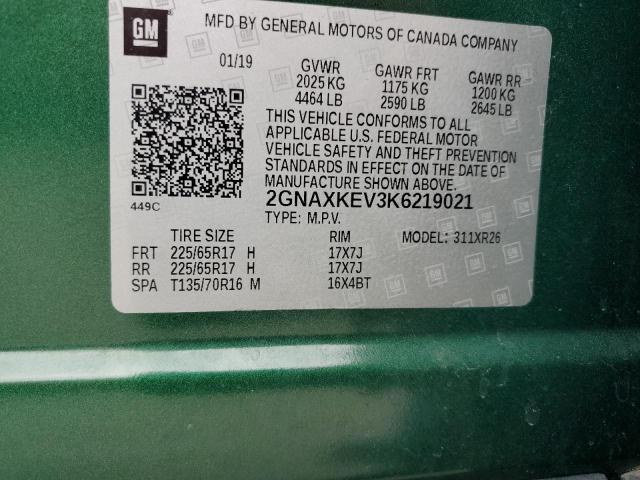 GM
MFD BY GENERAL MOTORS OF CANADA COMPANY
01/19 GVWR GAWR FRT GAWR RR
2025 KG 1175 KG 1200 KG
4464 LB 2590 LB 2645 LB
THIS VEHICLE CONFORMS TO ALL
APPLICABLE U.S. FEDERAL MOTOR
VEHICLE SAFETY AND THEFT PREVENTION
STANDARDS IN EFFECT ON THE DATE OF
MANUFACTURE SHOWN ABOVE.
449C 2GNAXKEV3K6219021
TYPE: M.P.V.
TIRE SIZE RIM MODEL: 311XR26
FRT 225/65R17 H 17X7J
RR 225/65R17 H 17X7J
SPA T135/70R16 M 16X4BT